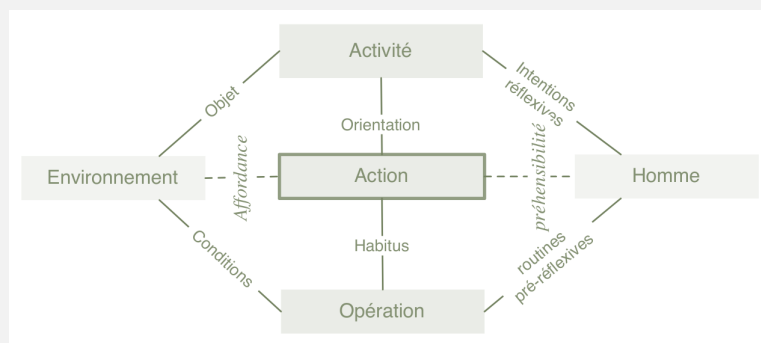 Activité
Objet
Intentions
réflexives
Orientation
Affordance
préhensibilité
Environnement
Action
Homme
Habitus
Conditions
routines
pré-réflexives
Opération